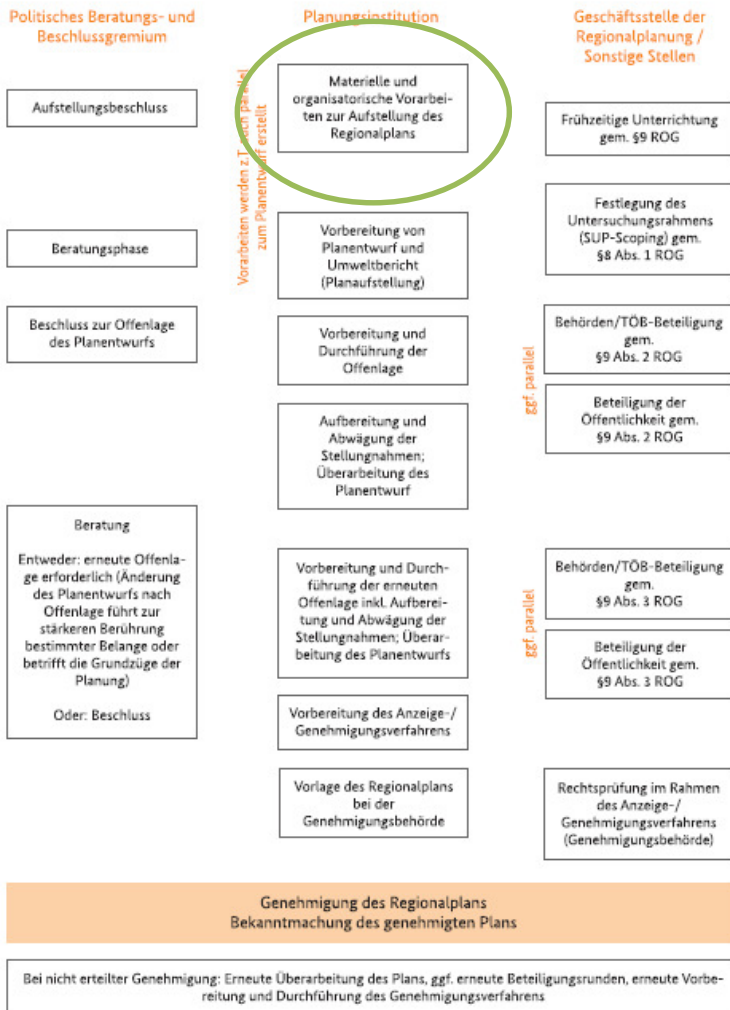 Politisches Beratungs- und
Beschlussgremium
Aufstellungsbeschluss
Beratungsphase
Beschluss zur Offenlage
des Planentwurfs
Beratung
Entweder: erneute Offenla-
ge erforderlich (Änderung
des Planentwurfs nach
Offenlage führt zur
stärkeren Berührung
bestimmter Belange oder
betrifft die Grundzüge der
Planung)
Oder: Beschluss
Vorarbeiten werden z.T. auch parallel
zum Planentwurf erstellt
Planungsinstitution
Materielle und
organisatorische Vorarbei-
ten zur Aufstellung des
Regionalplans
Vorbereitung von
Planentwurf und
Umweltbericht
(Planaufstellung)
Vorbereitung und
Durchführung der
Offenlage
Aufbereitung und
Abwägung der
Stellungnahmen;
Überarbeitung des
Planentwurf
Vorbereitung und Durch-
führung der erneuten
Offenlage inkl. Aufberei-
tung und Abwägung der
Stellungnahmen; Überar-
beitung des Planentwurfs
Vorbereitung des Anzeige-/
Genehmigungsverfahrens
Vorlage des Regionalplans
bei der
Genehmigungsbehörde
Geschäftsstelle der
Regionalplanung /
Sonstige Stellen
Frühzeitige Unterrichtung
gem. §9 ROG
Festlegung des
Untersuchungsrahmens
(SUP-Scoping) gem.
§8 Abs. 1 ROG
ggf. parallel
Behörden/TÖB-Beteiligung
gem.
§9 Abs. 2 ROG
Beteiligung der
Öffentlichkeit gem.
§9 Abs. 2 ROG
ggf. parallel
Behörden/TÖB-Beteiligung
gem.
§9 Abs. 3 ROG
Beteiligung der
Öffentlichkeit gem.
§9 Abs. 3 ROG
Rechtsprüfung im Rahmen
des Anzeige-/
Genehmigungsverfahrens
(Genehmigungsbehörde)
Genehmigung des Regionalplans
Bekanntmachung des genehmigten Plans
Bei nicht erteilter Genehmigung: Erneute Überarbeitung des Plans, ggf. erneute Beteiligungsrunden, erneute Vorbe-
reitung und Durchführung des Genehmigungsverfahrens